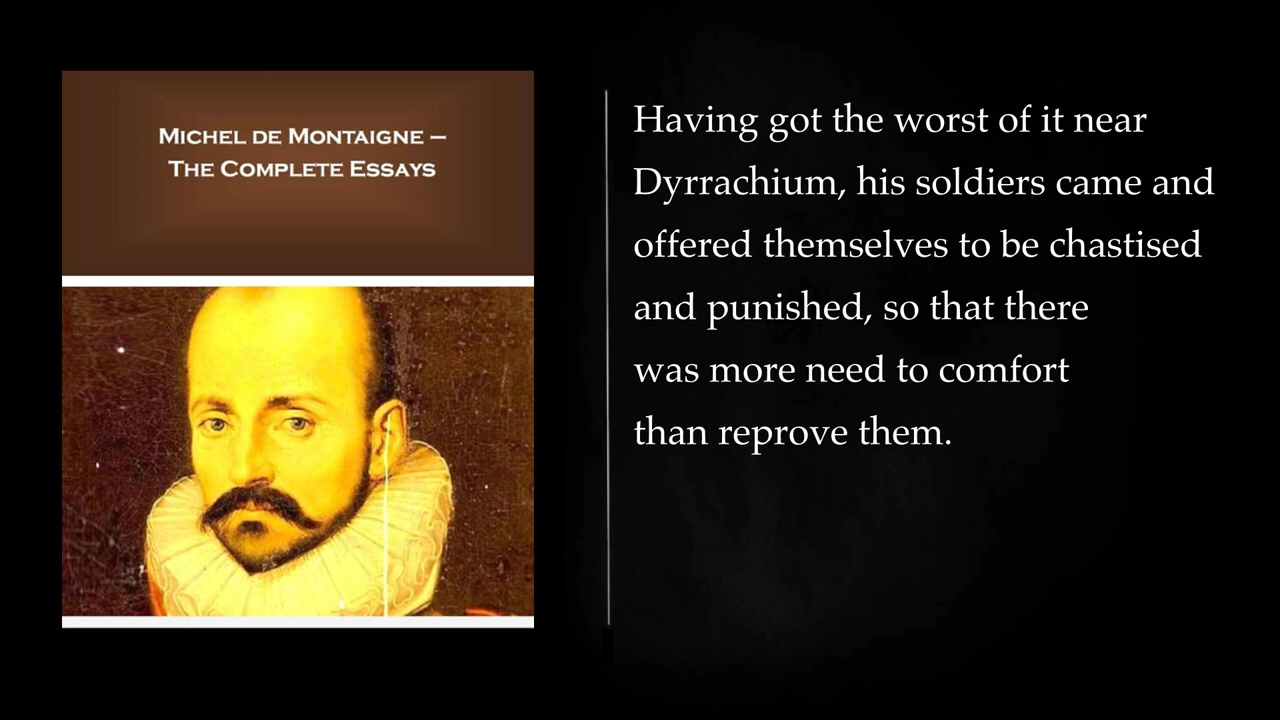 MICHEL DE MONTAIGNE –
THE COMPLETE ESSAYS
Having got the worst of it near
Dyrrachium, his soldiers came and
offered themselves to be chastised
and punished, so that there
was more need to comfort
than reprove them.